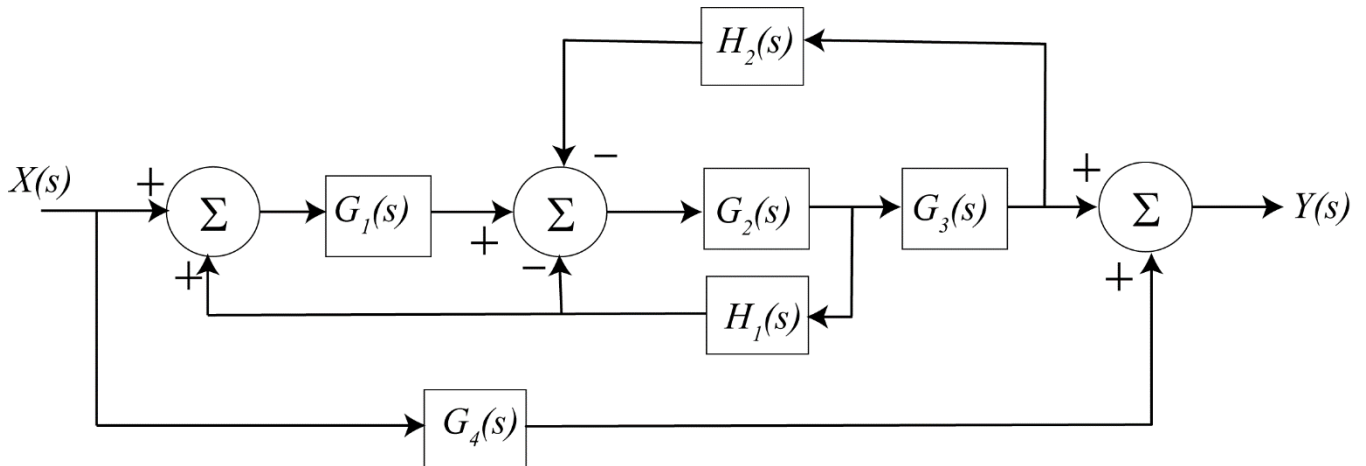 H₂(s)
X(s) + Σ G₁(s) + − Σ − G₂(s) G₃(s) + Σ Y(s)
+ H₁(s) +
G₄(s)